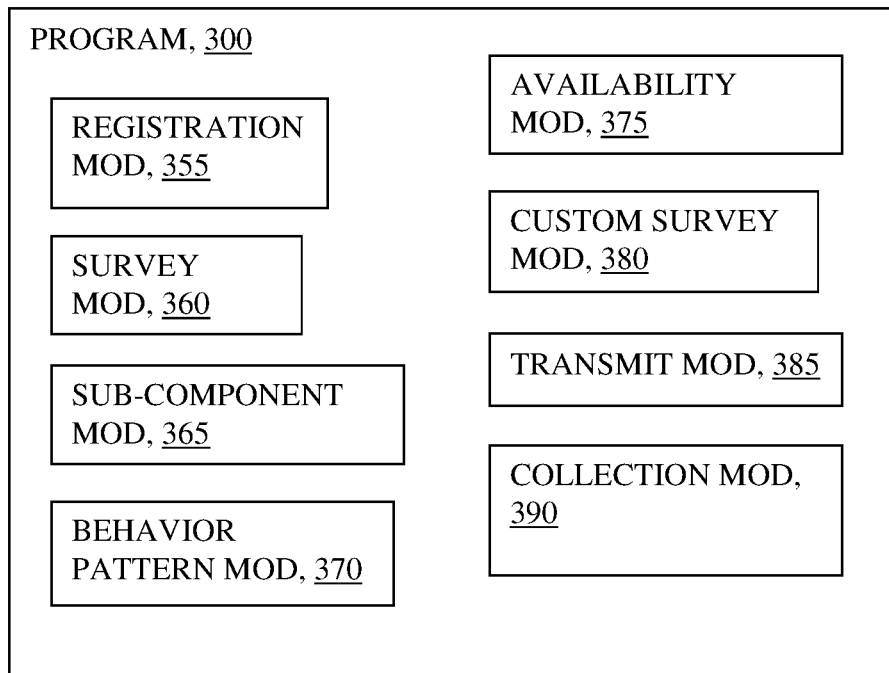 PROGRAM, 300
REGISTRATION
MOD, 355
SURVEY
MOD, 360
SUB-COMPONENT
MOD, 365
BEHAVIOR
PATTERN MOD, 370
AVAILABILITY
MOD, 375
CUSTOM SURVEY
MOD, 380
TRANSMIT MOD, 385
COLLECTION MOD,
390